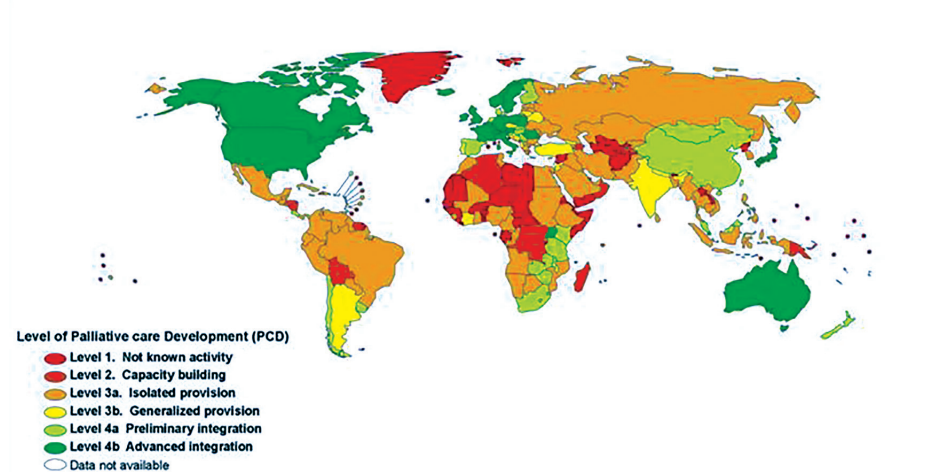 Level of Palliative care Development (PCD)
Level 1. Not known activity
Level 2. Capacity building
Level 3a. Isolated provision
Level 3b. Generalized provision
Level 4a Preliminary integration
Level 4b Advanced integration
Data not available